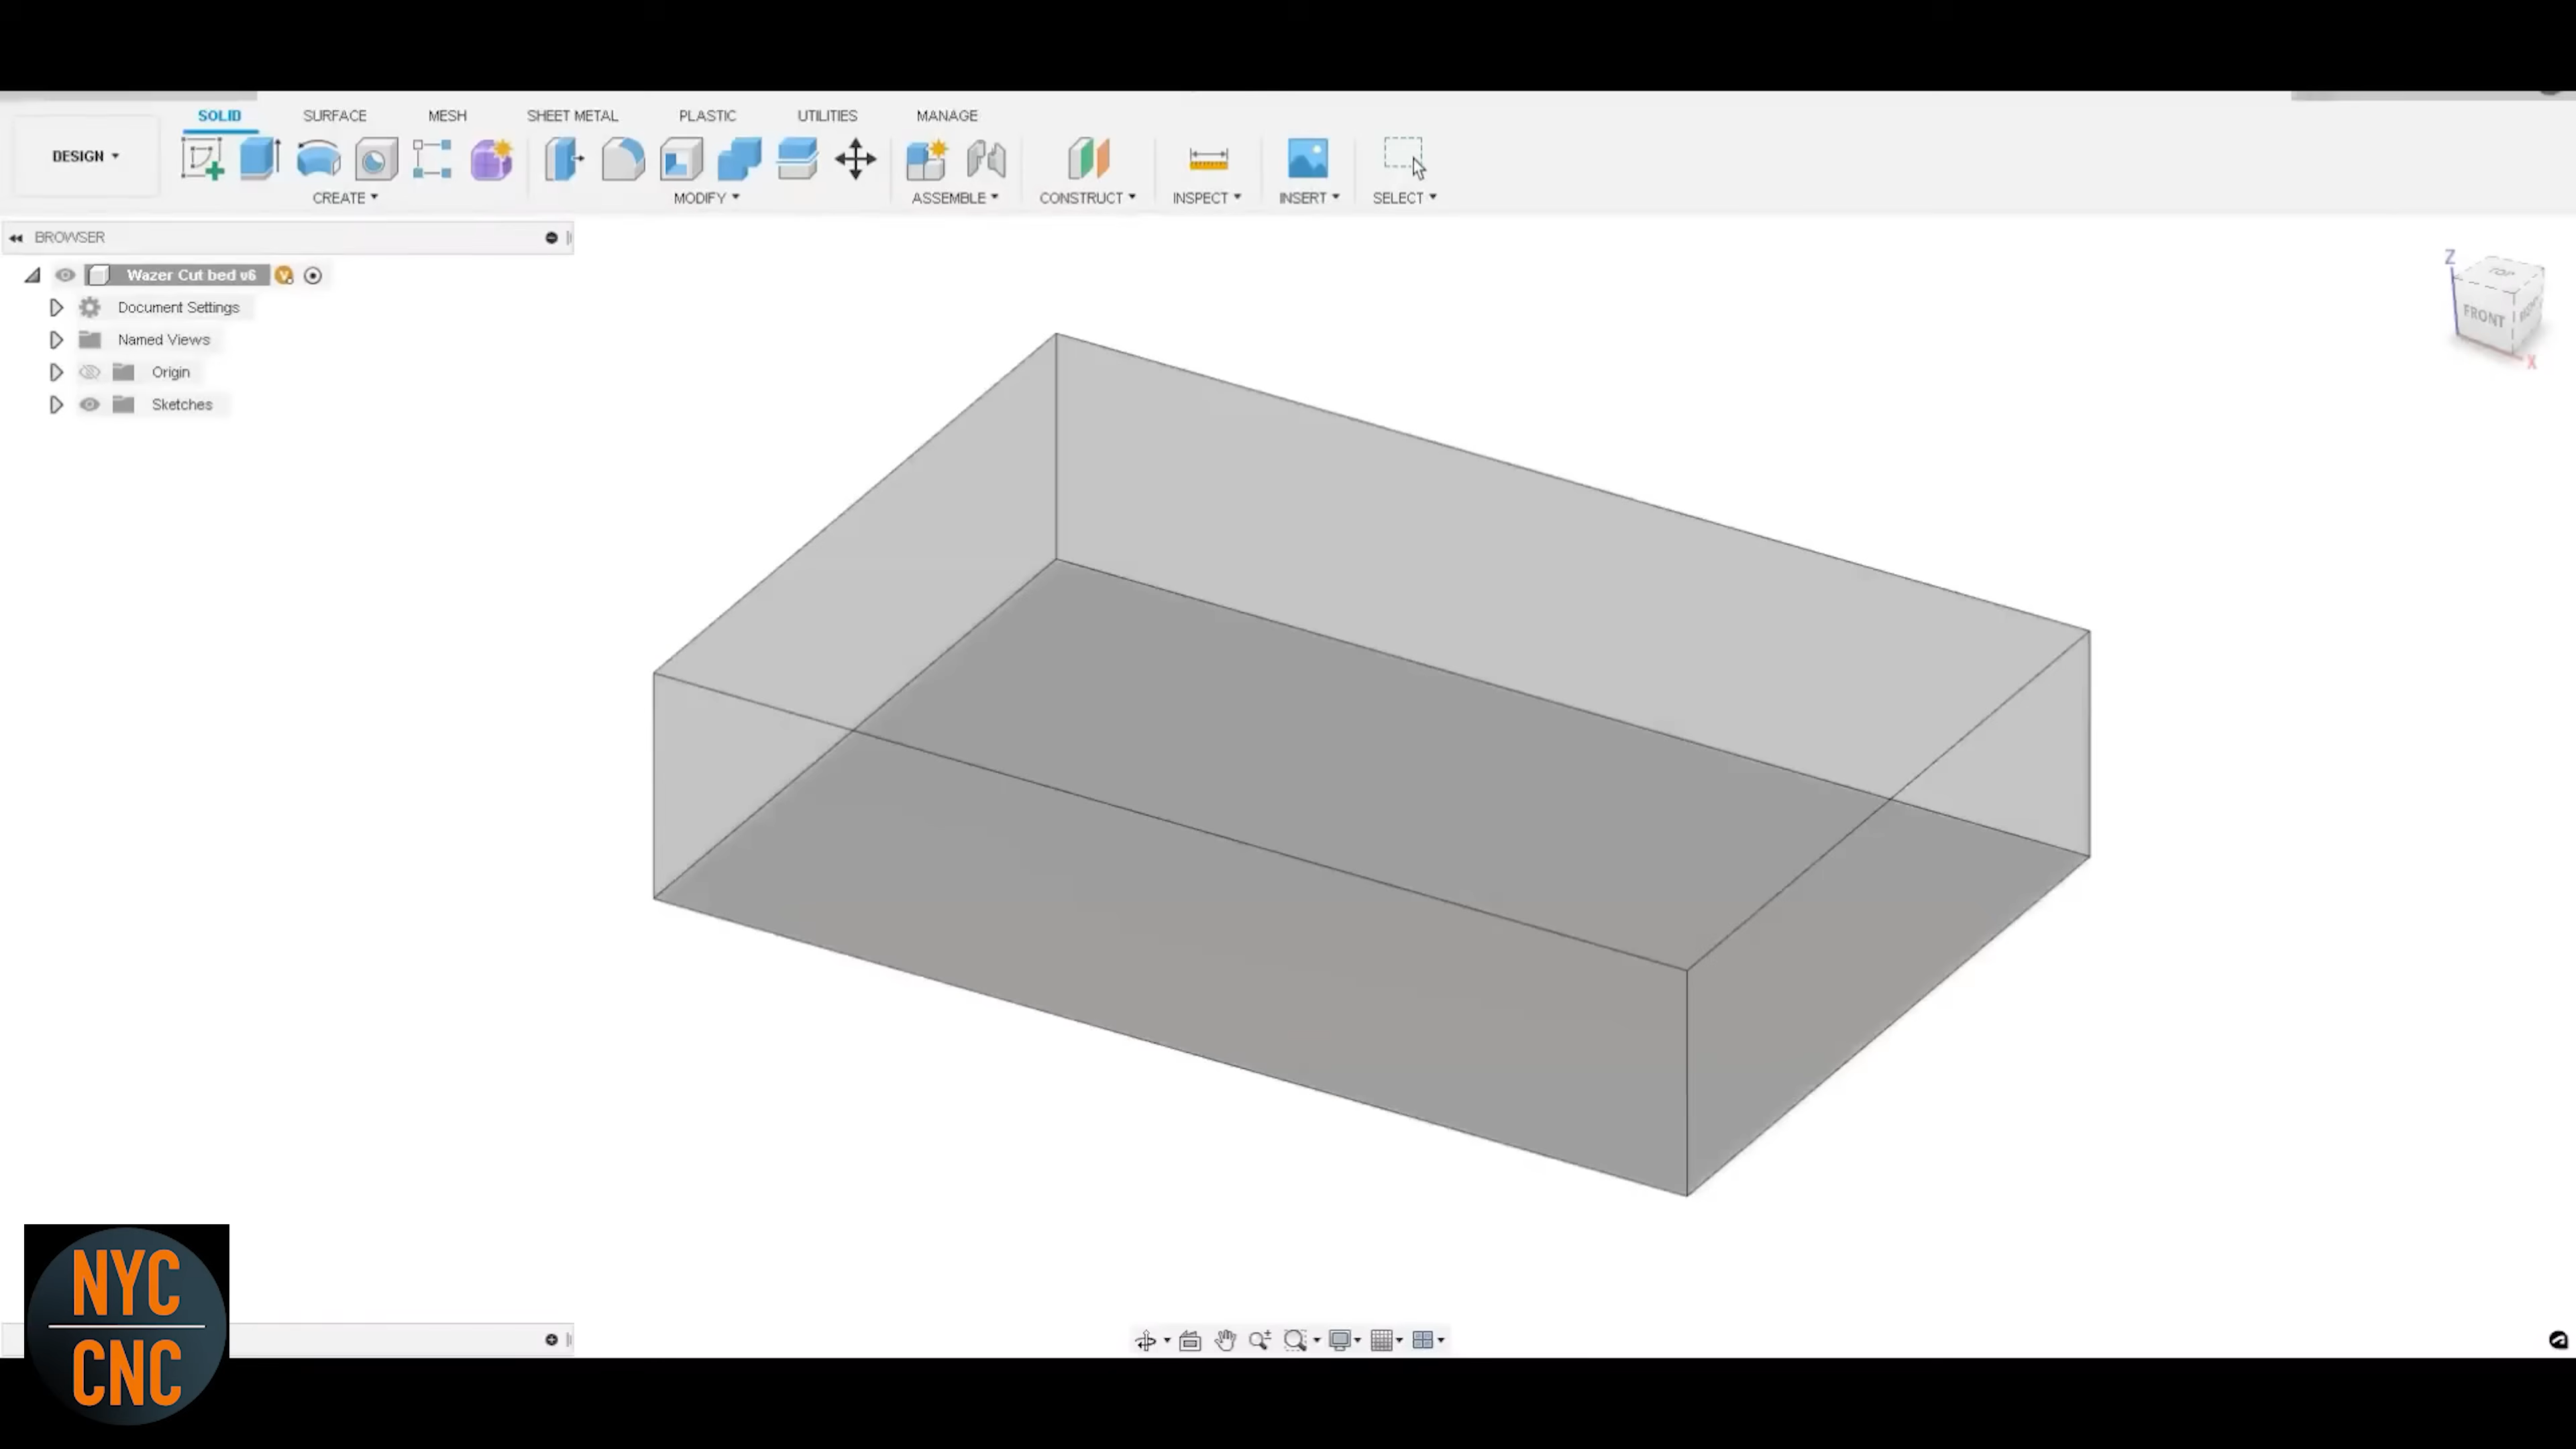 SOLID SURFACE MESH SHEET METAL PLASTIC UTILITIES MANAGE
DESIGN
CREATE MODIFY ASSEMBLE CONSTRUCT INSPECT INSERT SELECT
BROWSER
Wazer Cut bed v6
Document Settings
Named Views
Origin
Sketches
Z
TOP
FRONT
X
NYC
CNC